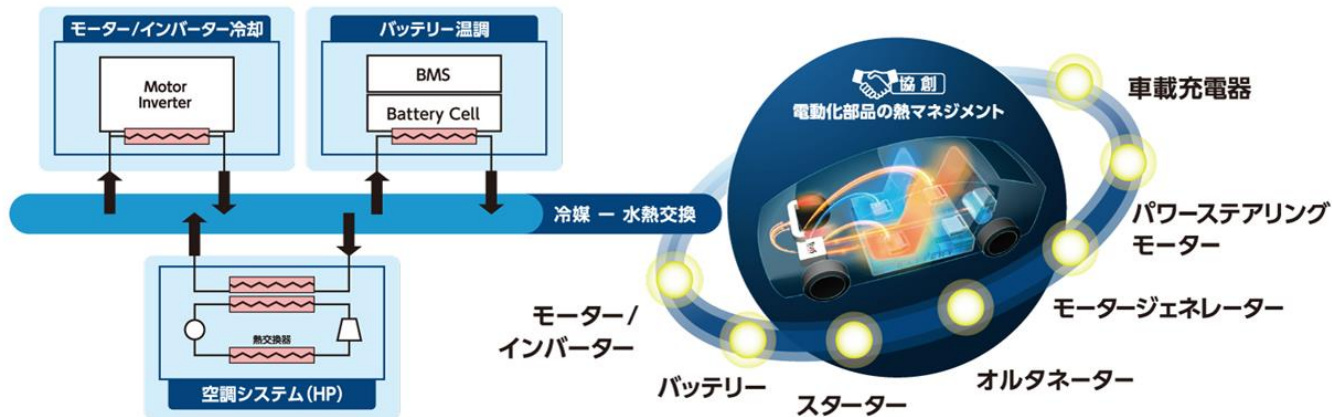 モーター/インバーター冷却
Motor
Inverter
バッテリー温調
BMS
Battery Cell
冷媒 ー 水熱交換
熱交換器
空調システム(HP)
協創
電動化部品の熱マネジメント
車載充電器
パワーステアリング
モーター
モータージェネレーター
オルタネーター
スターター
バッテリー
モーター/
インバーター